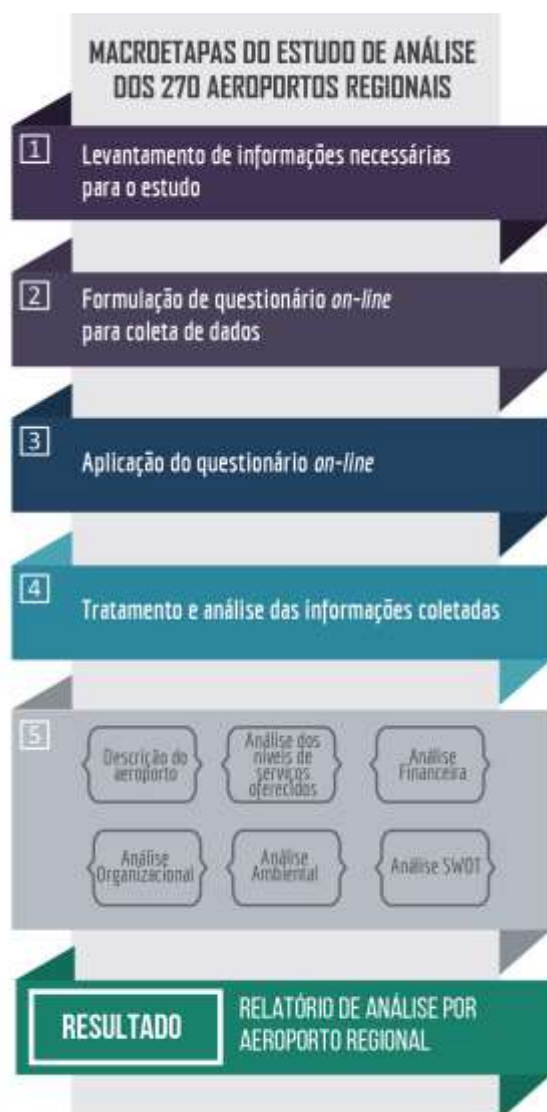 MACROETAPAS DO ESTUDO DE ANÁLISE
DOS 270 AEROPORTOS REGIONAIS
1
Levantamento de informações necessárias
para o estudo
2
Formulação de questionário on-line
para coleta de dados
3
Aplicação do questionário on-line
4
Tratamento e análise das informações coletadas
5
Descrição do
aeroporto
Análise dos
níveis de
serviços
oferecidos
Análise
Financeira
Análise
Organizacional
Análise
Ambiental
Análise SWOT
RESULTADO
RELATÓRIO DE ANÁLISE POR
AEROPORTO REGIONAL